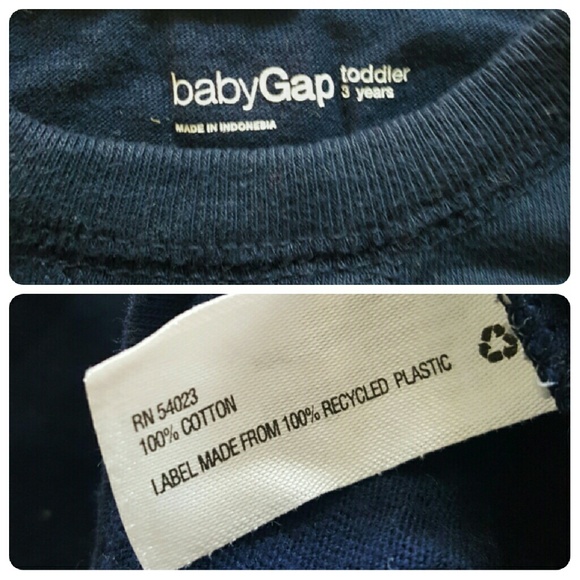 babyGap toddler
3 years
MADE IN INDONESIA
RN 54023
100% COTTON
LABEL MADE FROM 100% RECYCLED PLASTIC